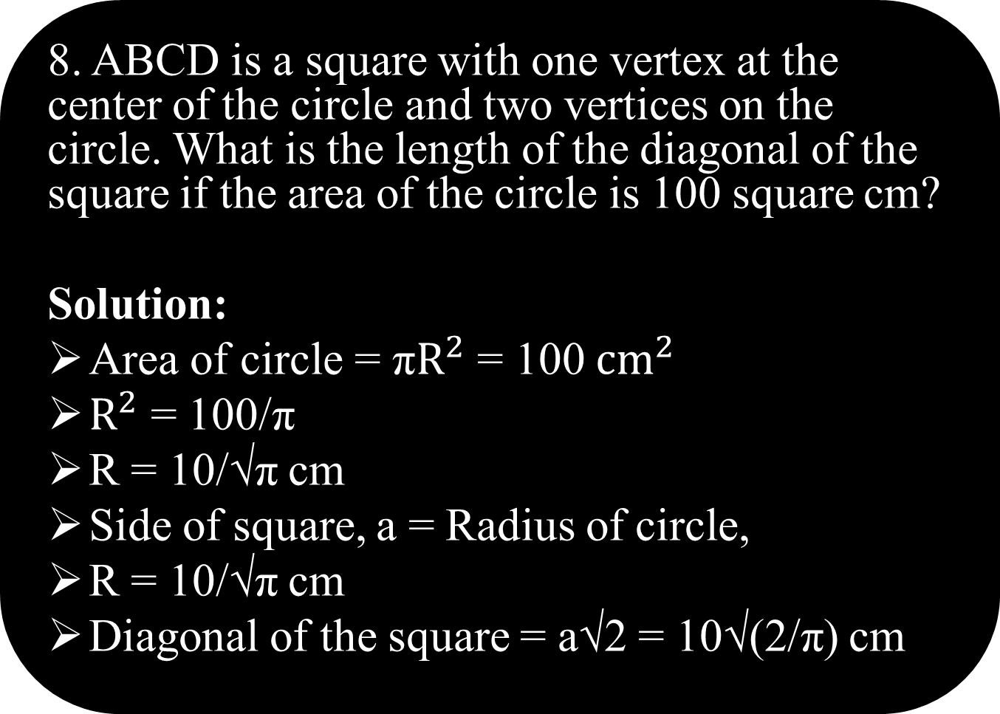 8. ABCD is a square with one vertex at the
center of the circle and two vertices on the
circle. What is the length of the diagonal of the
square if the area of the circle is 100 square cm?
Solution:
➢ Area of circle = πR² = 100 cm²
➢ R² = 100/π
➢ R = 10/√π cm
➢ Side of square, a = Radius of circle,
➢ R = 10/√π cm
➢ Diagonal of the square = a√2 = 10√(2/π) cm